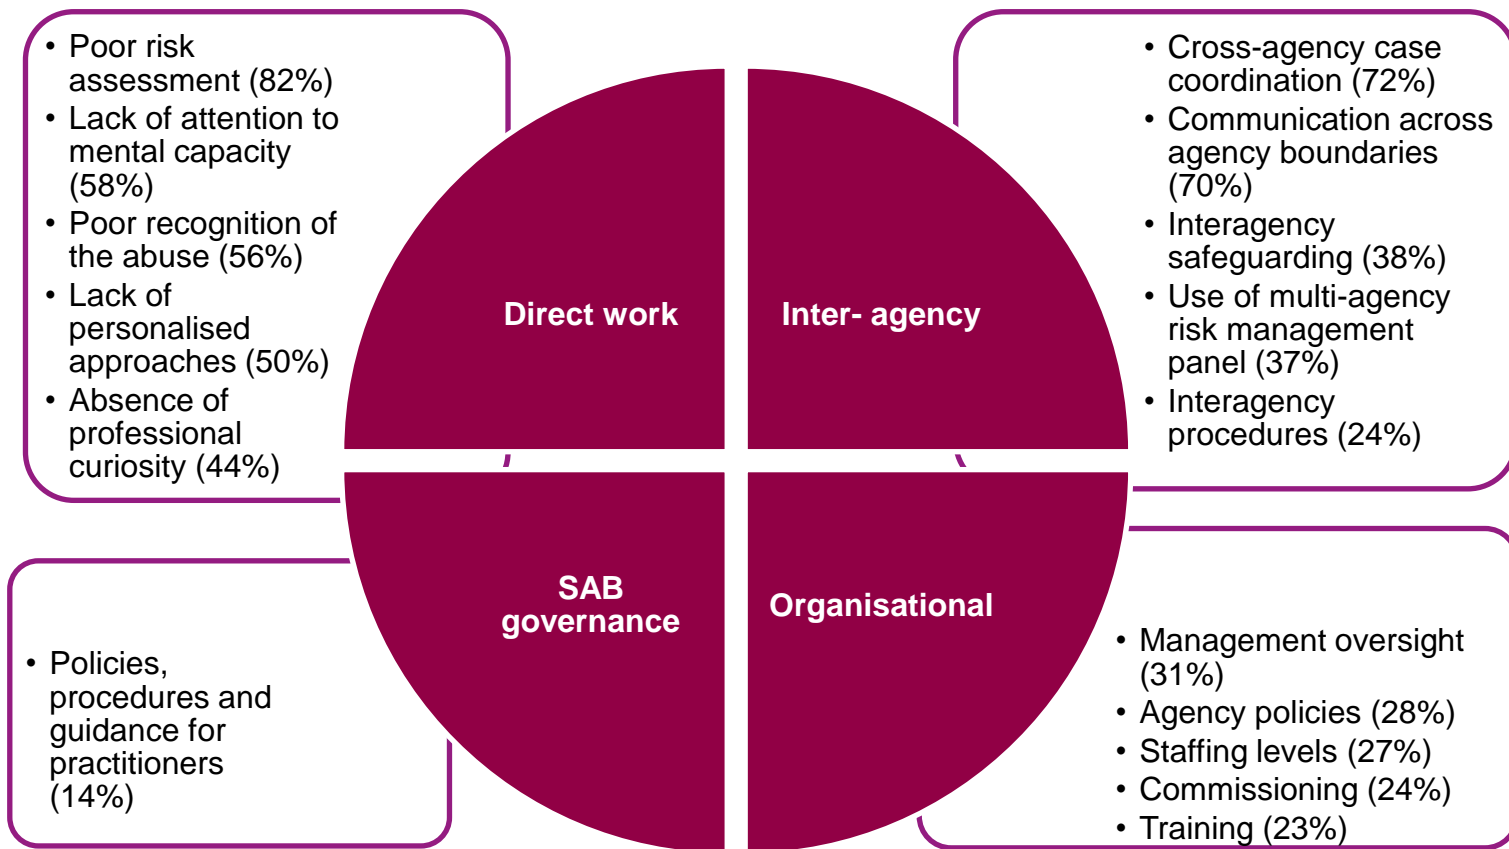 • Poor risk
assessment (82%)
• Lack of attention to
mental capacity
(58%)
• Poor recognition of
the abuse (56%)
• Lack of
personalised
approaches (50%)
• Absence of
professional
curiosity (44%)
• Cross-agency case
coordination (72%)
• Communication across
agency boundaries
(70%)
• Interagency
safeguarding (38%)
• Use of multi-agency
risk management
panel (37%)
• Interagency
procedures (24%)
Direct work
Inter- agency
SAB
governance
Organisational
• Policies,
procedures and
guidance for
practitioners
(14%)
• Management oversight
(31%)
• Agency policies (28%)
• Staffing levels (27%)
• Commissioning (24%)
• Training (23%)